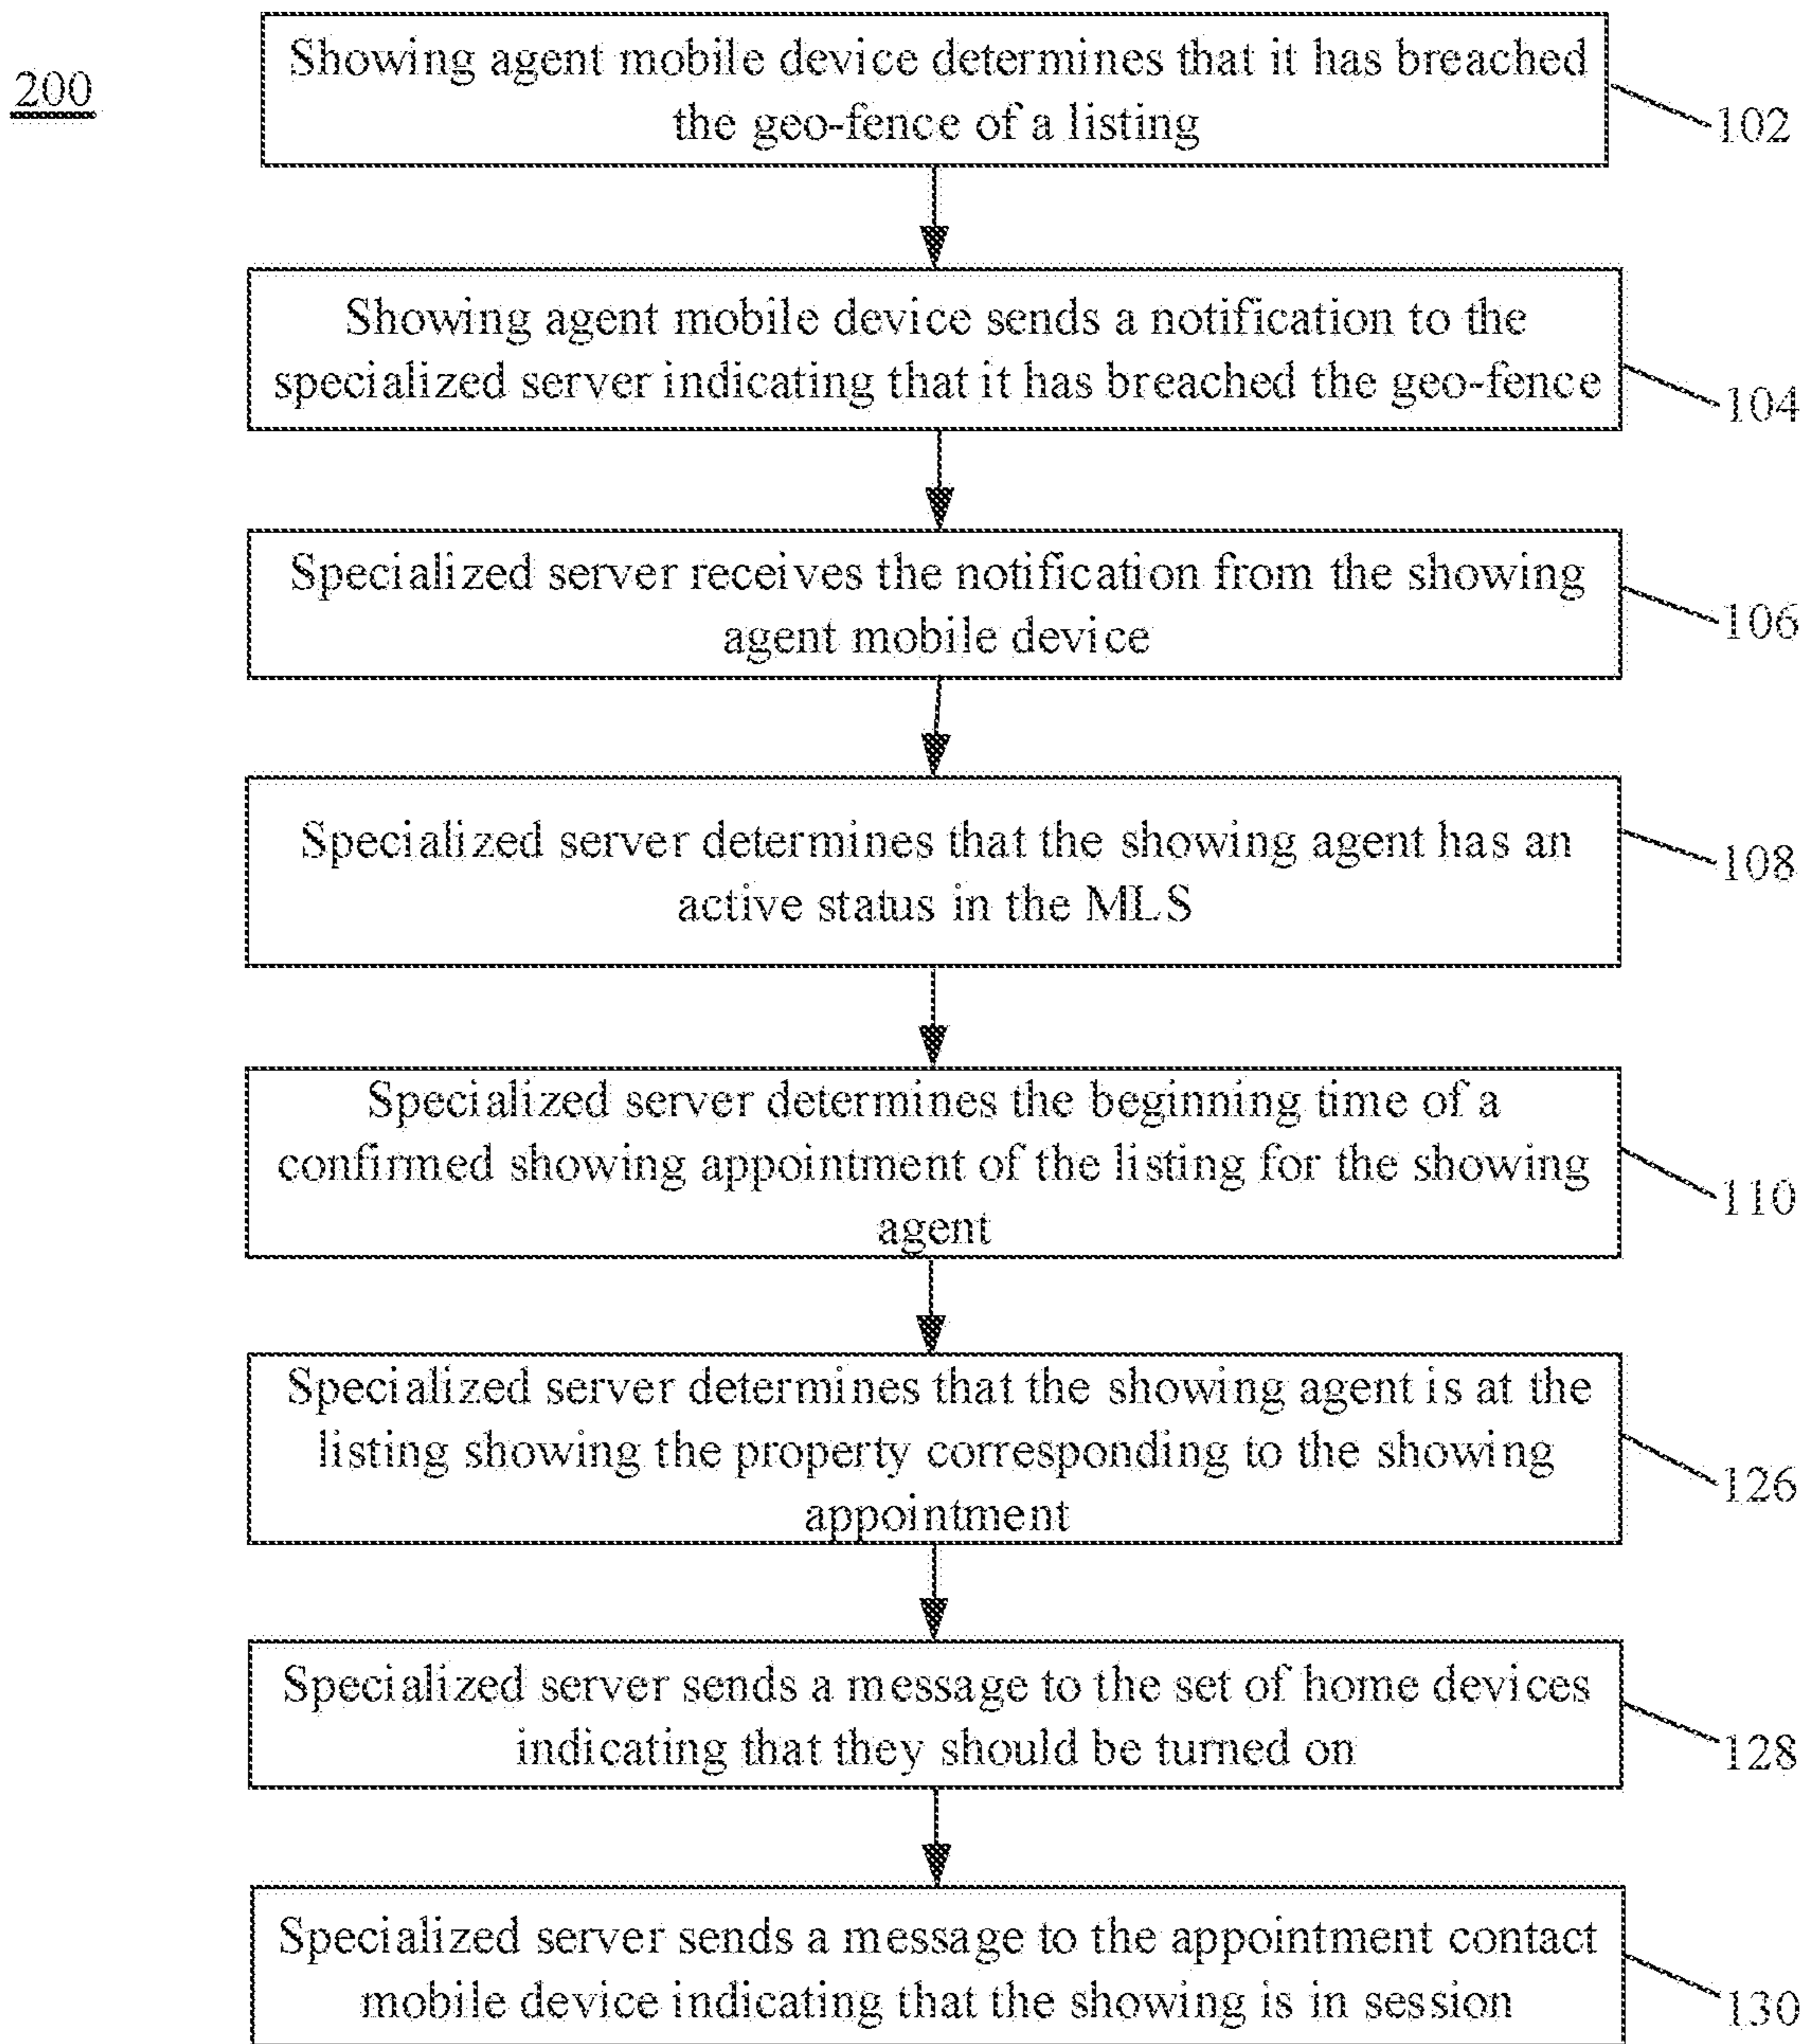 200
Showing agent mobile device determines that it has breached
the geo-fence of a listing
102
Showing agent mobile device sends a notification to the
specialized server indicating that it has breached the geo-fence
104
Specialized server receives the notification from the showing
agent mobile device
106
Specialized server determines that the showing agent has an
active status in the MLS
108
Specialized server determines the beginning time of a
confirmed showing appointment of the listing for the showing
agent
110
Specialized server determines that the showing agent is at the
listing showing the property corresponding to the showing
appointment
126
Specialized server sends a message to the set of home devices
indicating that they should be turned on
128
Specialized server sends a message to the appointment contact
mobile device indicating that the showing is in session
130